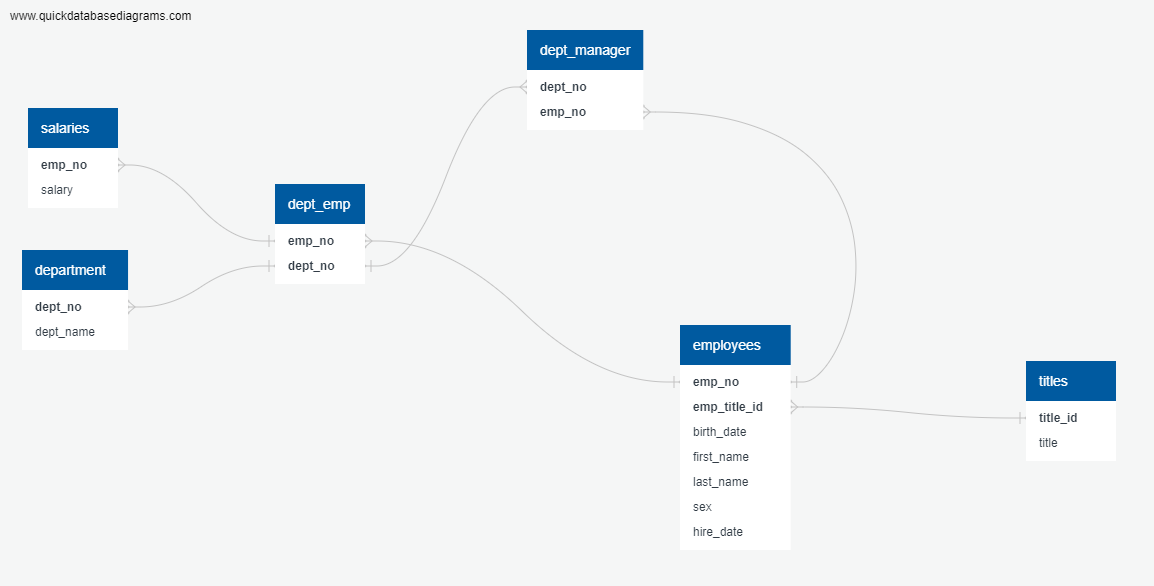 www.quickdatabasediagrams.com
dept_manager
dept_no
emp_no
salaries
emp_no
salary
dept_emp
emp_no
dept_no
department
dept_no
dept_name
employees
emp_no
emp_title_id
birth_date
first_name
last_name
sex
hire_date
titles
title_id
title